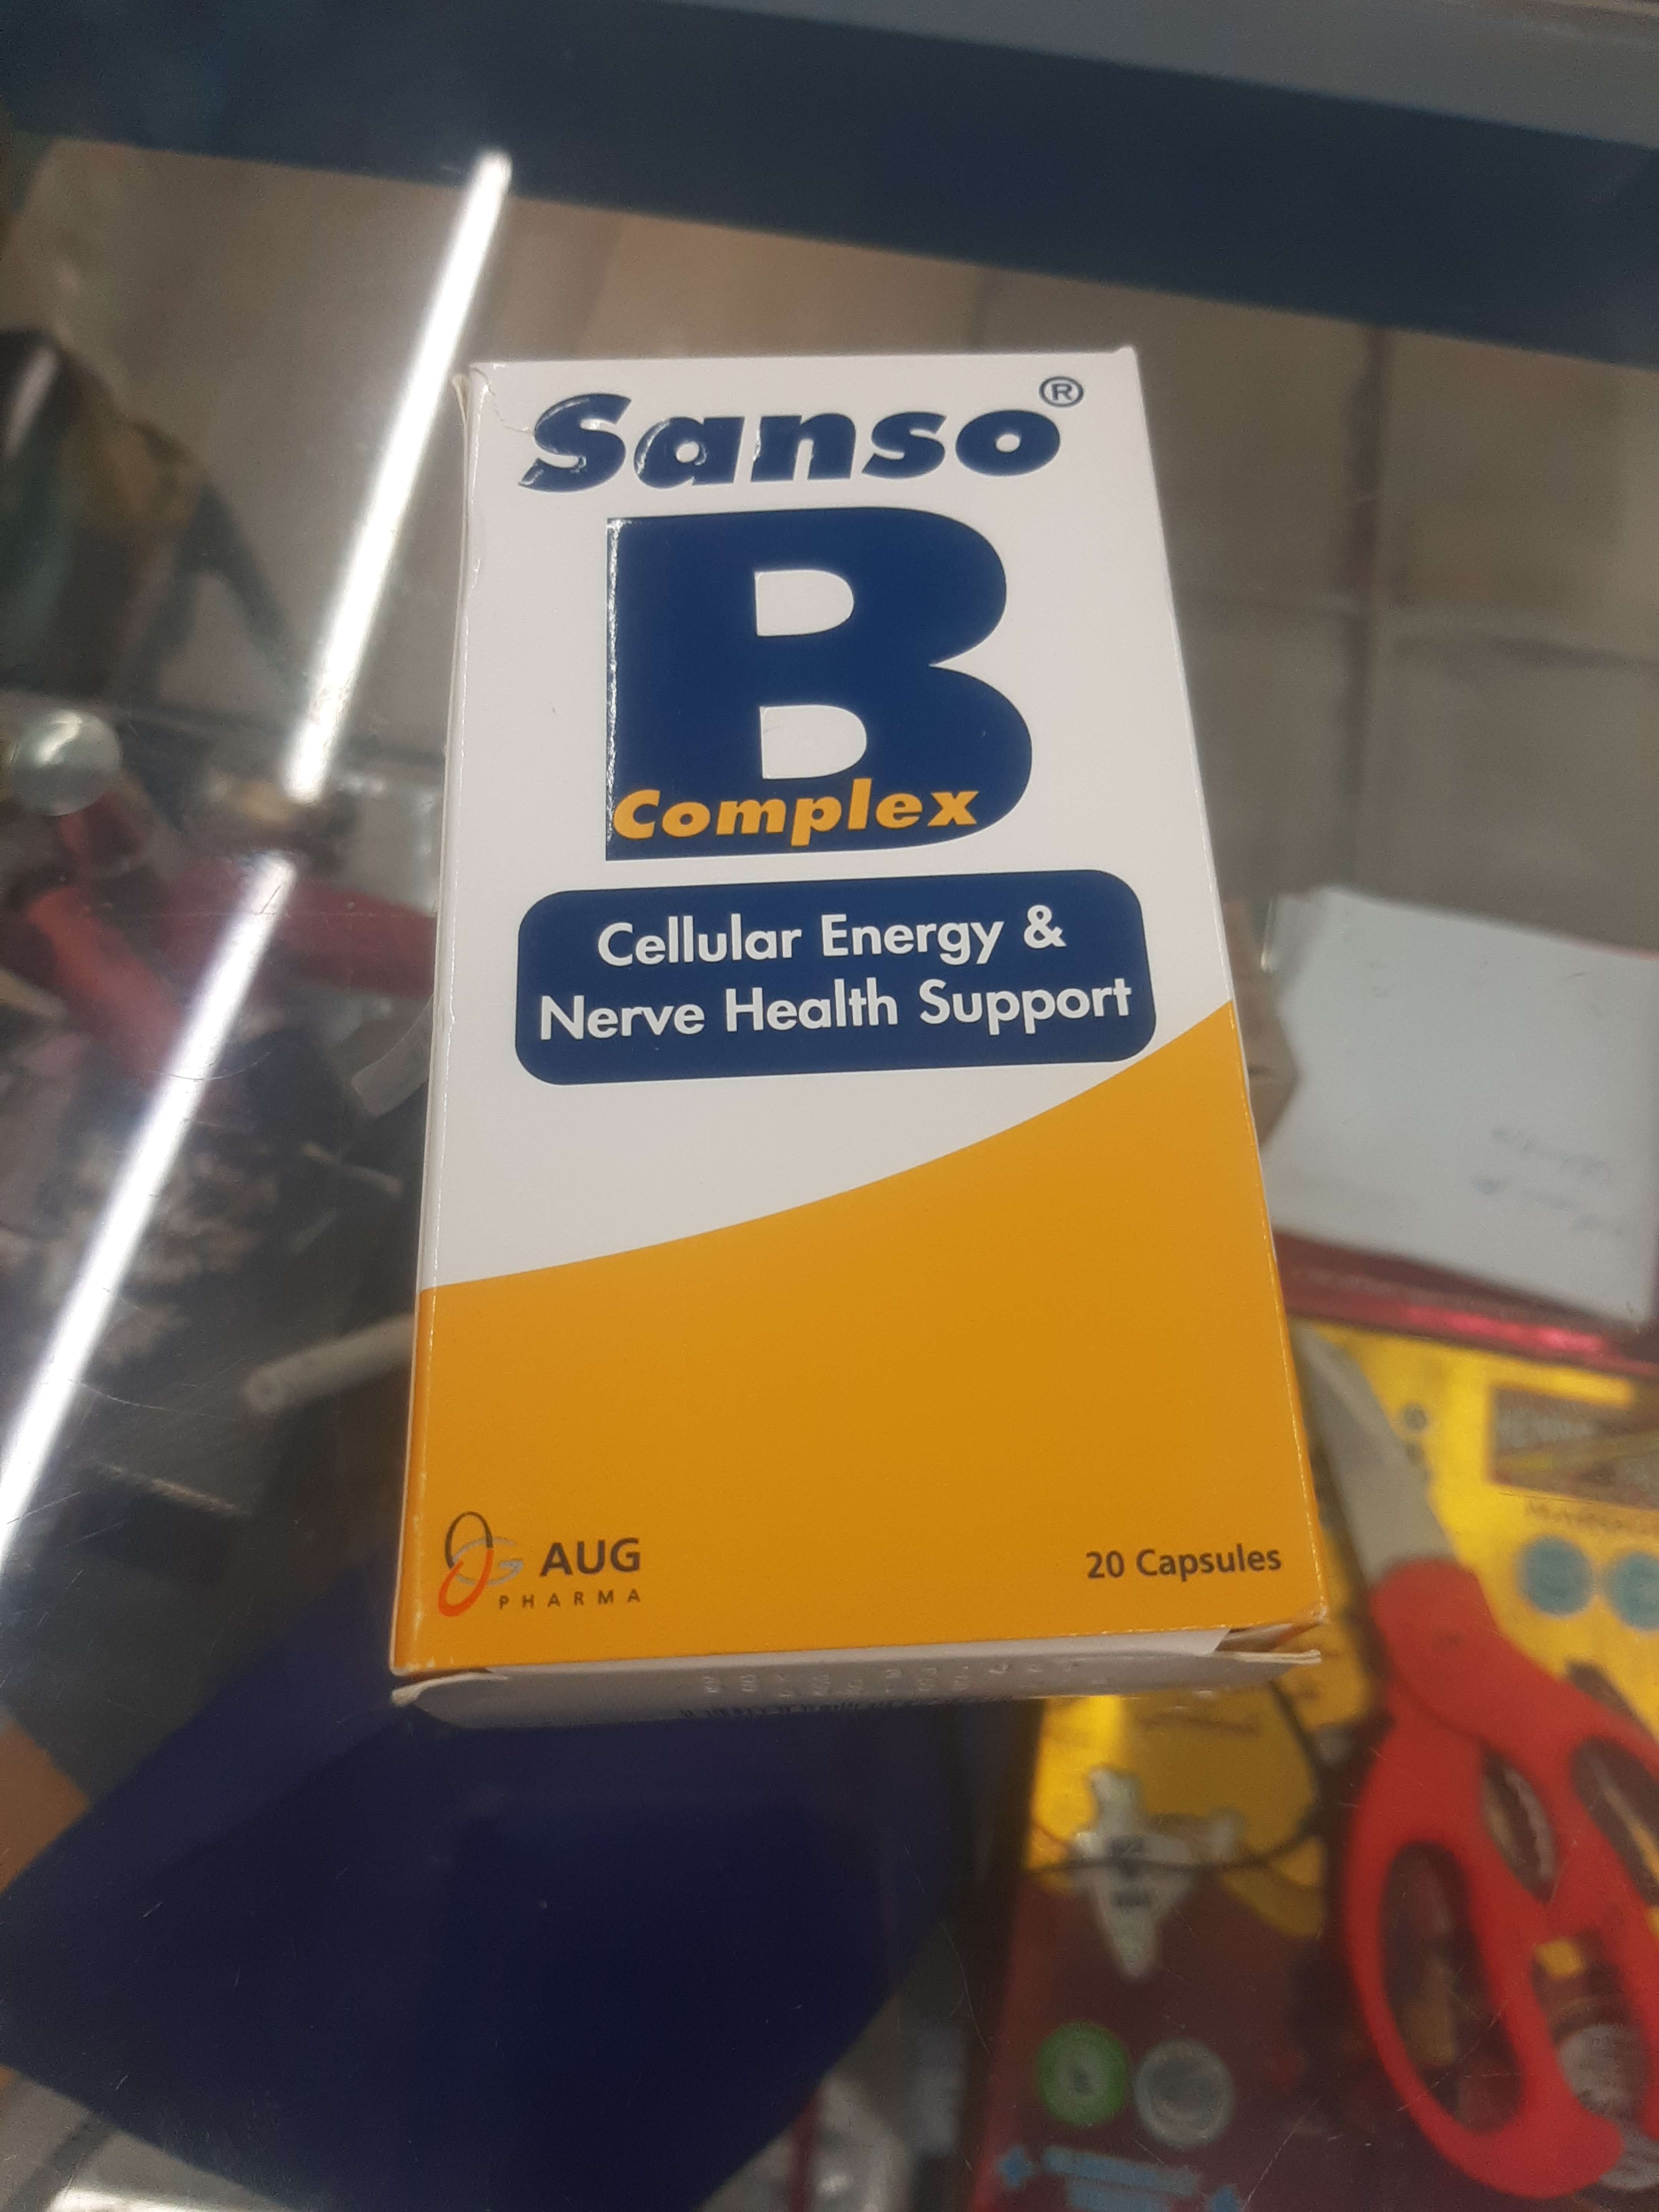 Sanso®
B
Complex
Cellular Energy &
Nerve Health Support
AUG
PHARMA
20 Capsules